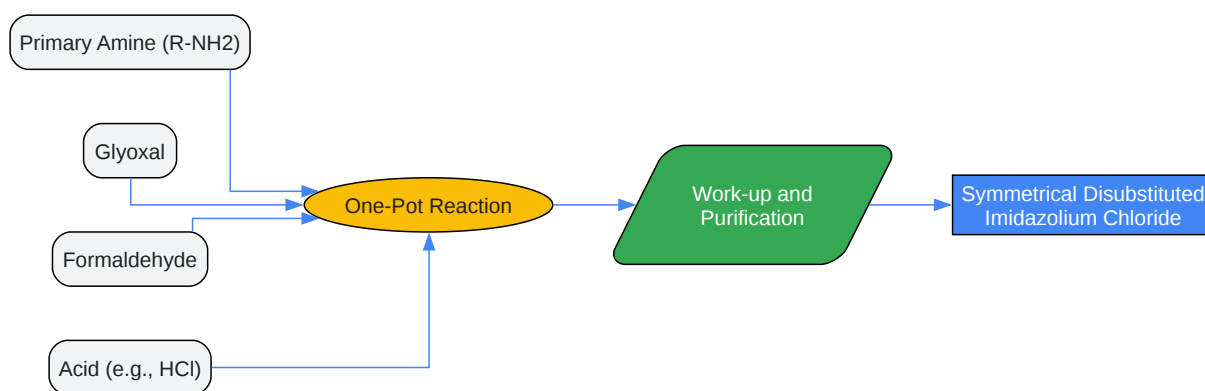 Primary Amine (R-NH2)
Glyoxal
One-Pot Reaction
Work-up and
Purification
Symmetrical Disubstituted
Imidazolium Chloride
Formaldehyde
Acid (e.g., HCl)